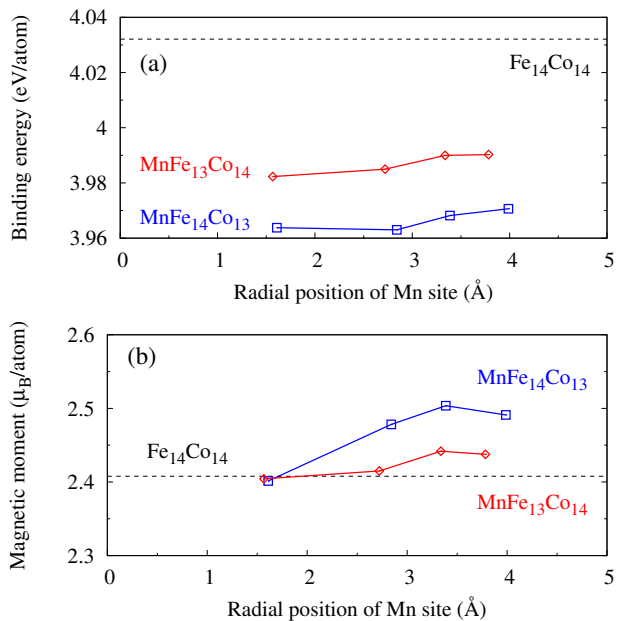 4.04
4.02
4
3.98
3.96
Binding energy (eV/atom)
(a)
Fe14Co14
MnFe13Co14
MnFe14Co13
0 1 2 3 4 5
Radial position of Mn site (Å)
2.6
2.5
2.4
2.3
Magnetic moment (μB/atom)
(b)
MnFe14Co13
Fe14Co14
MnFe13Co14
0 1 2 3 4 5
Radial position of Mn site (Å)